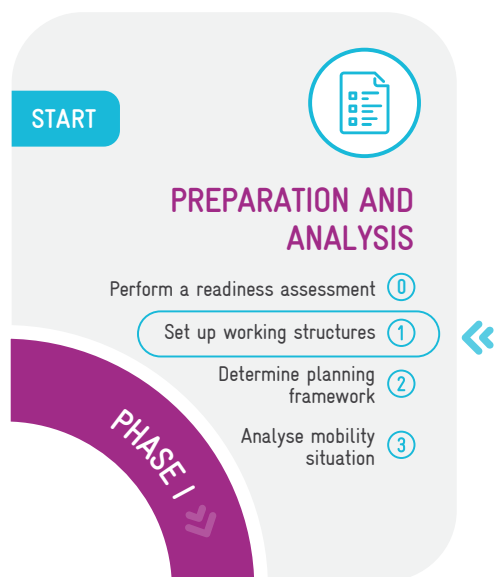 START
PREPARATION AND
ANALYSIS
Perform a readiness assessment 0
Set up working structures 1
Determine planning
framework 2
Analyse mobility
situation 3
PHASE I